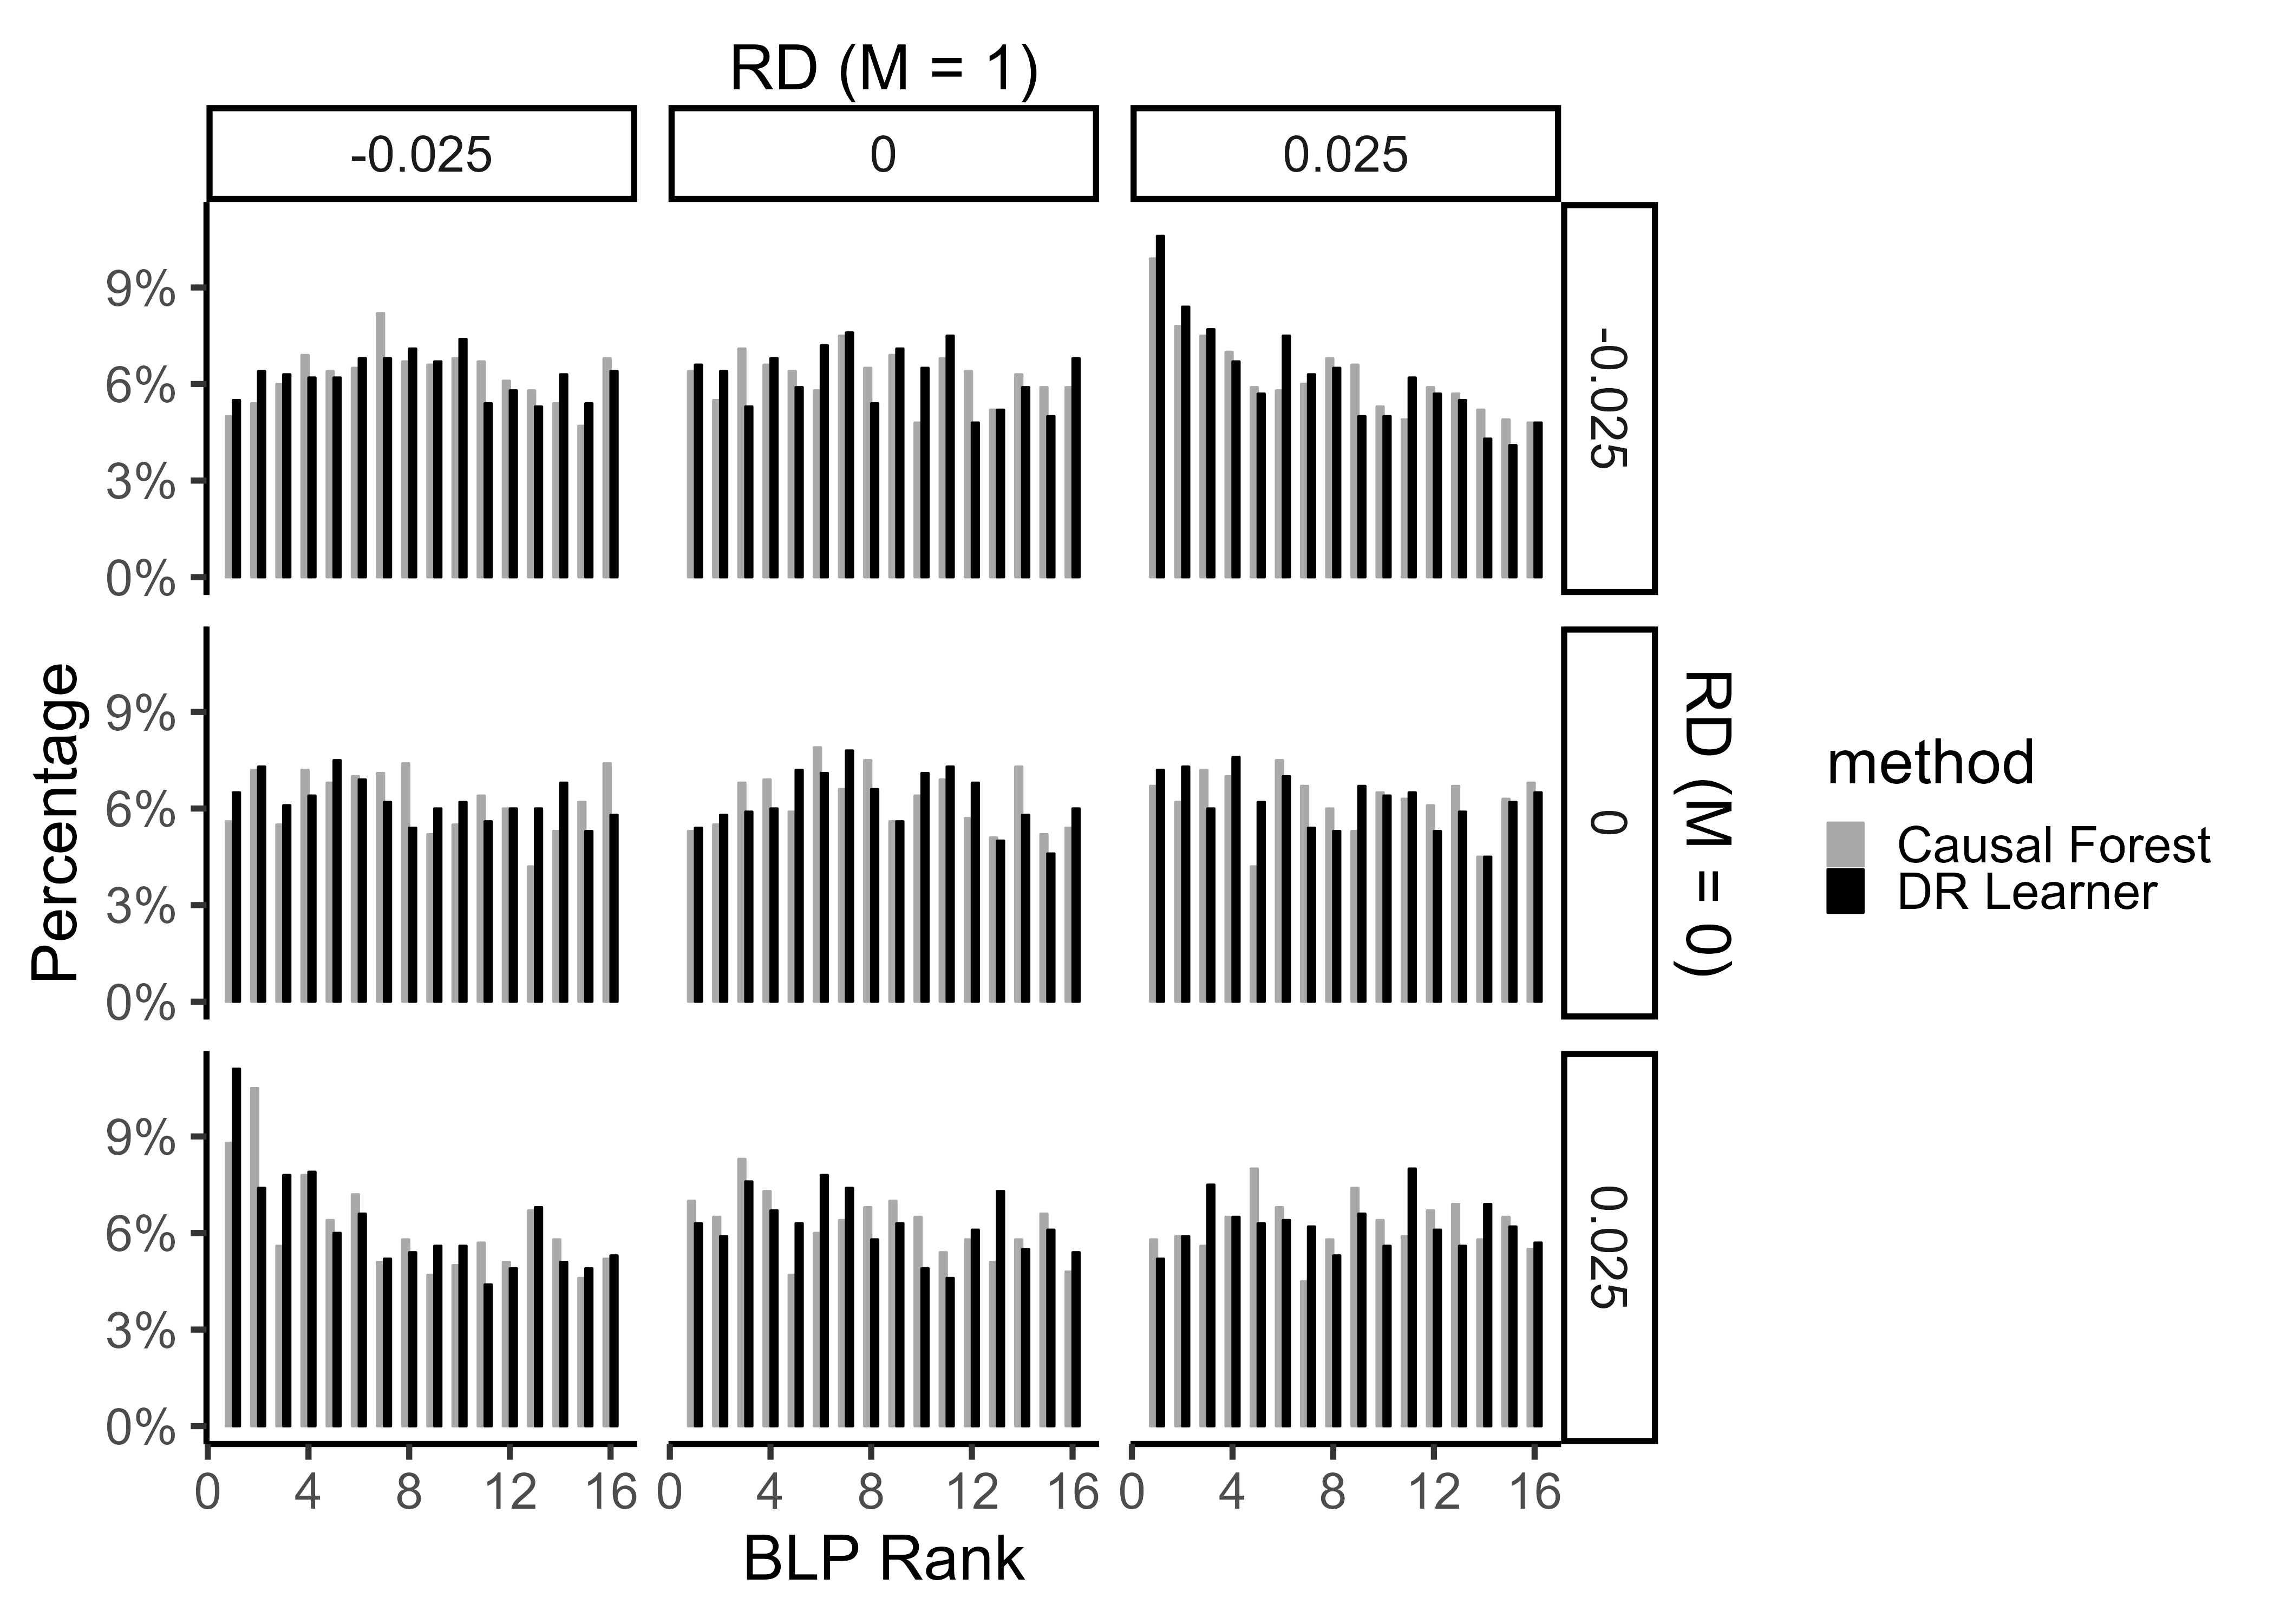 RD (M = 1)
-0.025
0
0.025
9%
6%
3%
0%
-0.025
9%
6%
3%
0%
0
9%
6%
3%
0%
0.025
Percentage
RD (M = 0)
method
Causal Forest
DR Learner
0 4 8 12 16 0 4 8 12 16 0 4 8 12 16
BLP Rank